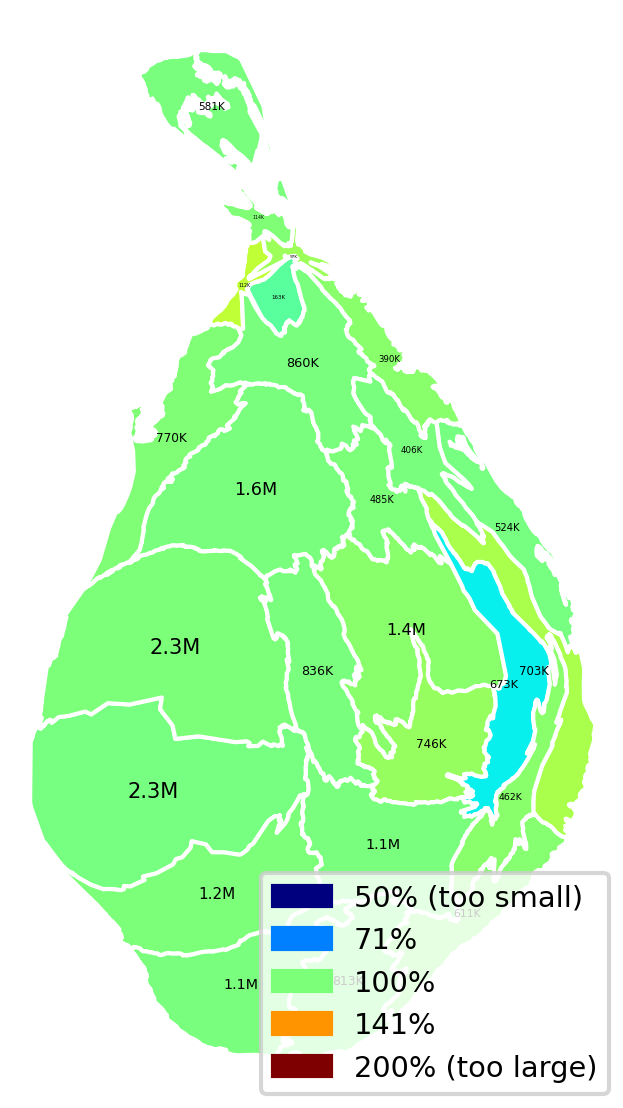 581K
114K
97K
112K
163K
860K
390K
770K
406K
1.6M
485K
524K
1.4M
2.3M
836K
703K
673K
746K
2.3M
462K
1.1M
1.2M
611K
1.1M
813K
50% (too small)
71%
100%
141%
200% (too large)